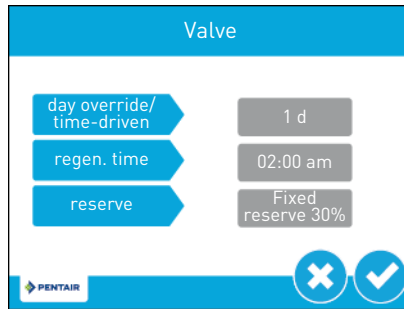 Valve
day override/
time-driven
1 d
regen. time
02:00 am
reserve
Fixed
reserve 30%
PENTAIR